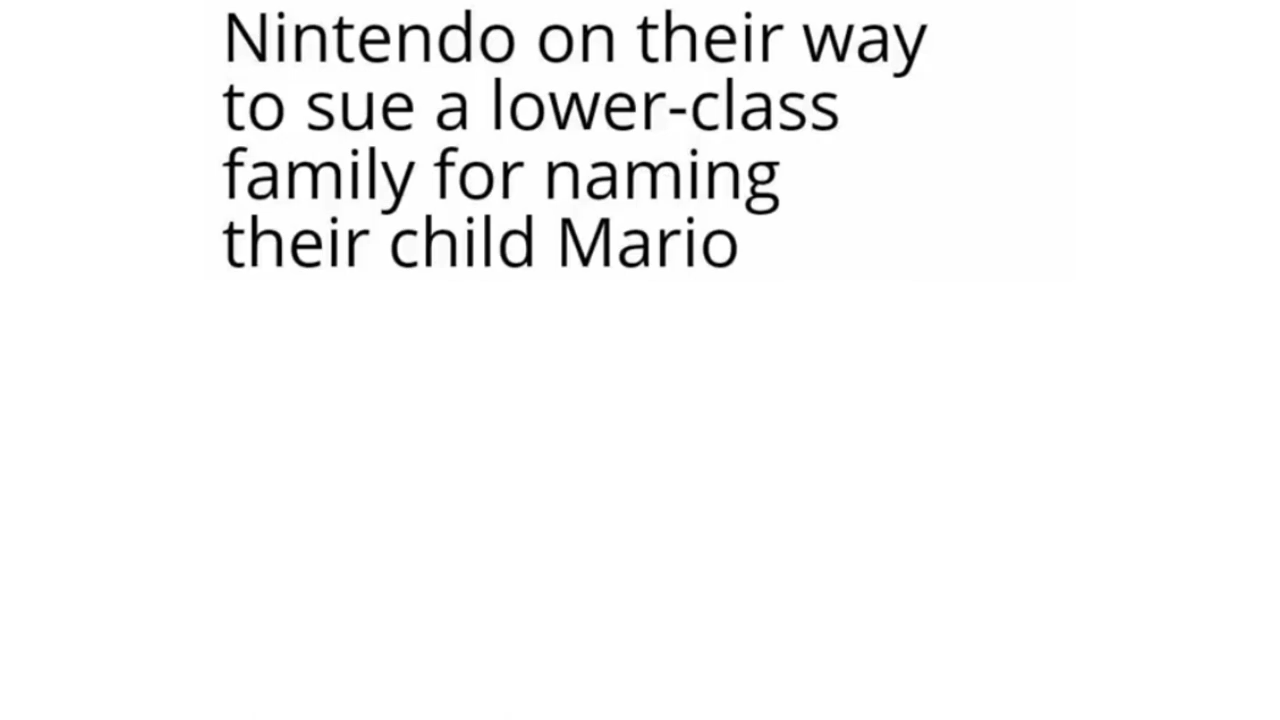 Nintendo on their way
to sue a lower-class
family for naming
their child Mario